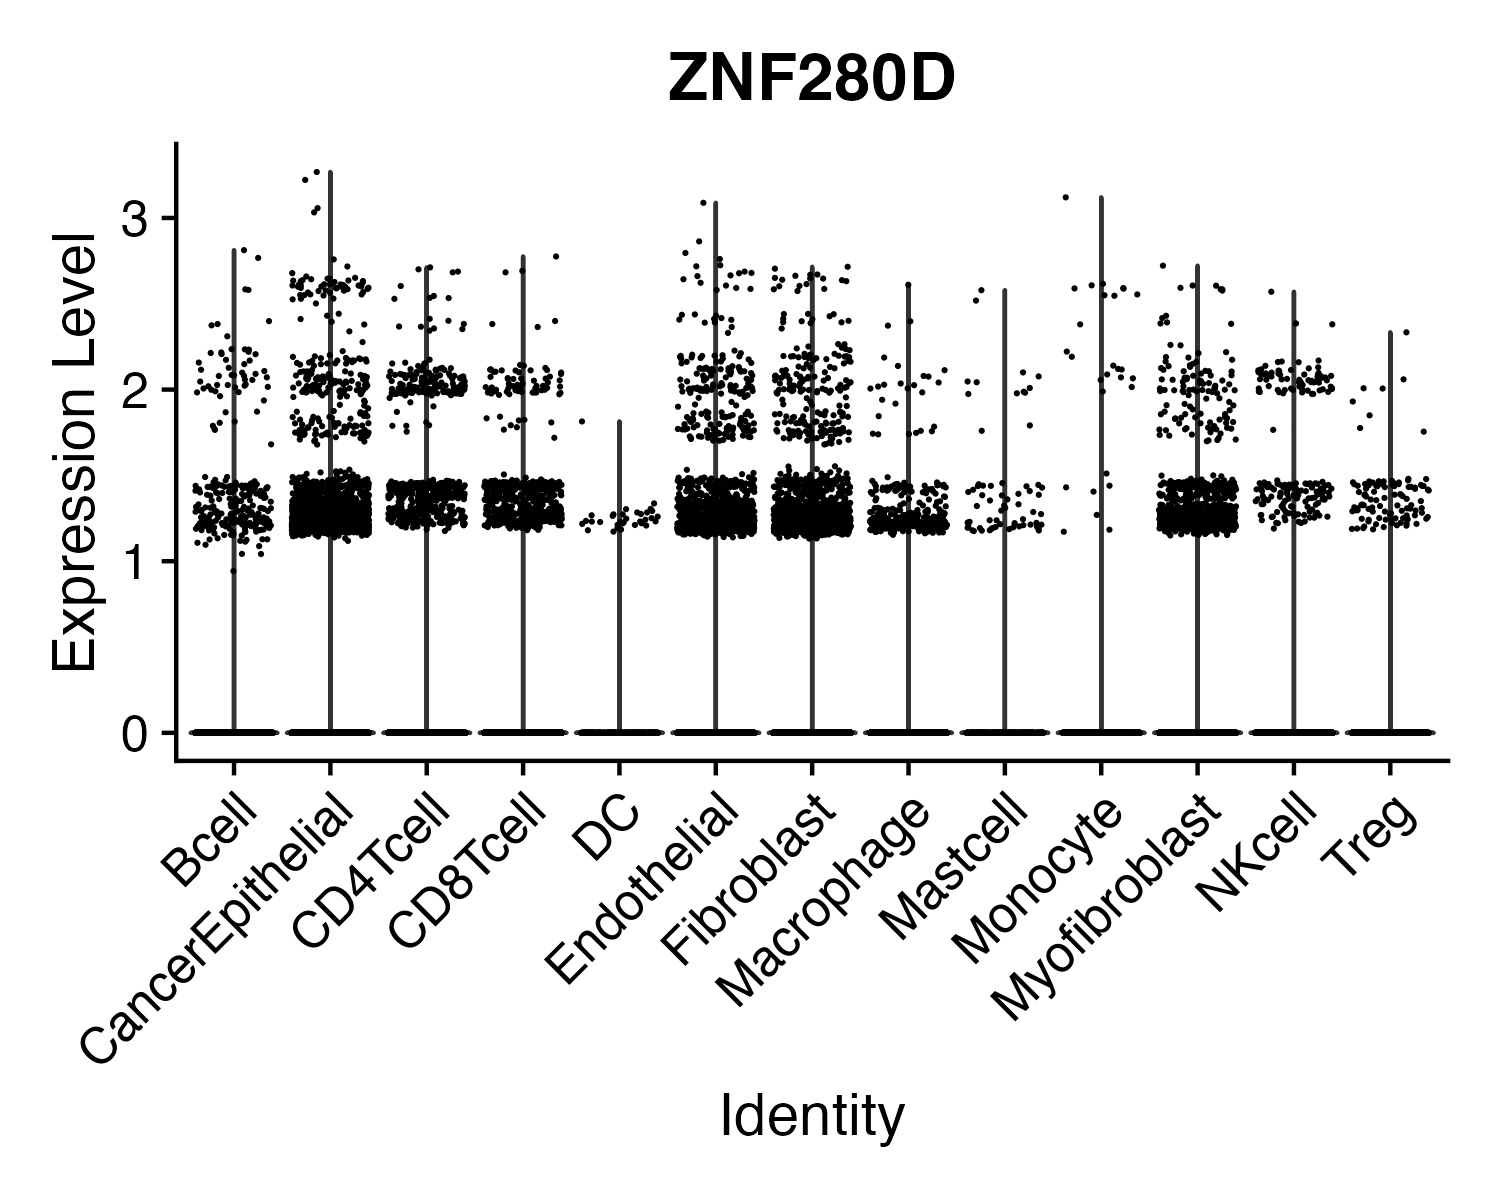 ZNF280D
Expression Level
3
2
1
0
Bcell
CancerEpithelial
CD4Tcell
CD8Tcell
DC
Endothelial
Fibroblast
Macrophage
Mastcell
Monocyte
Myofibroblast
NKcell
Treg
Identity